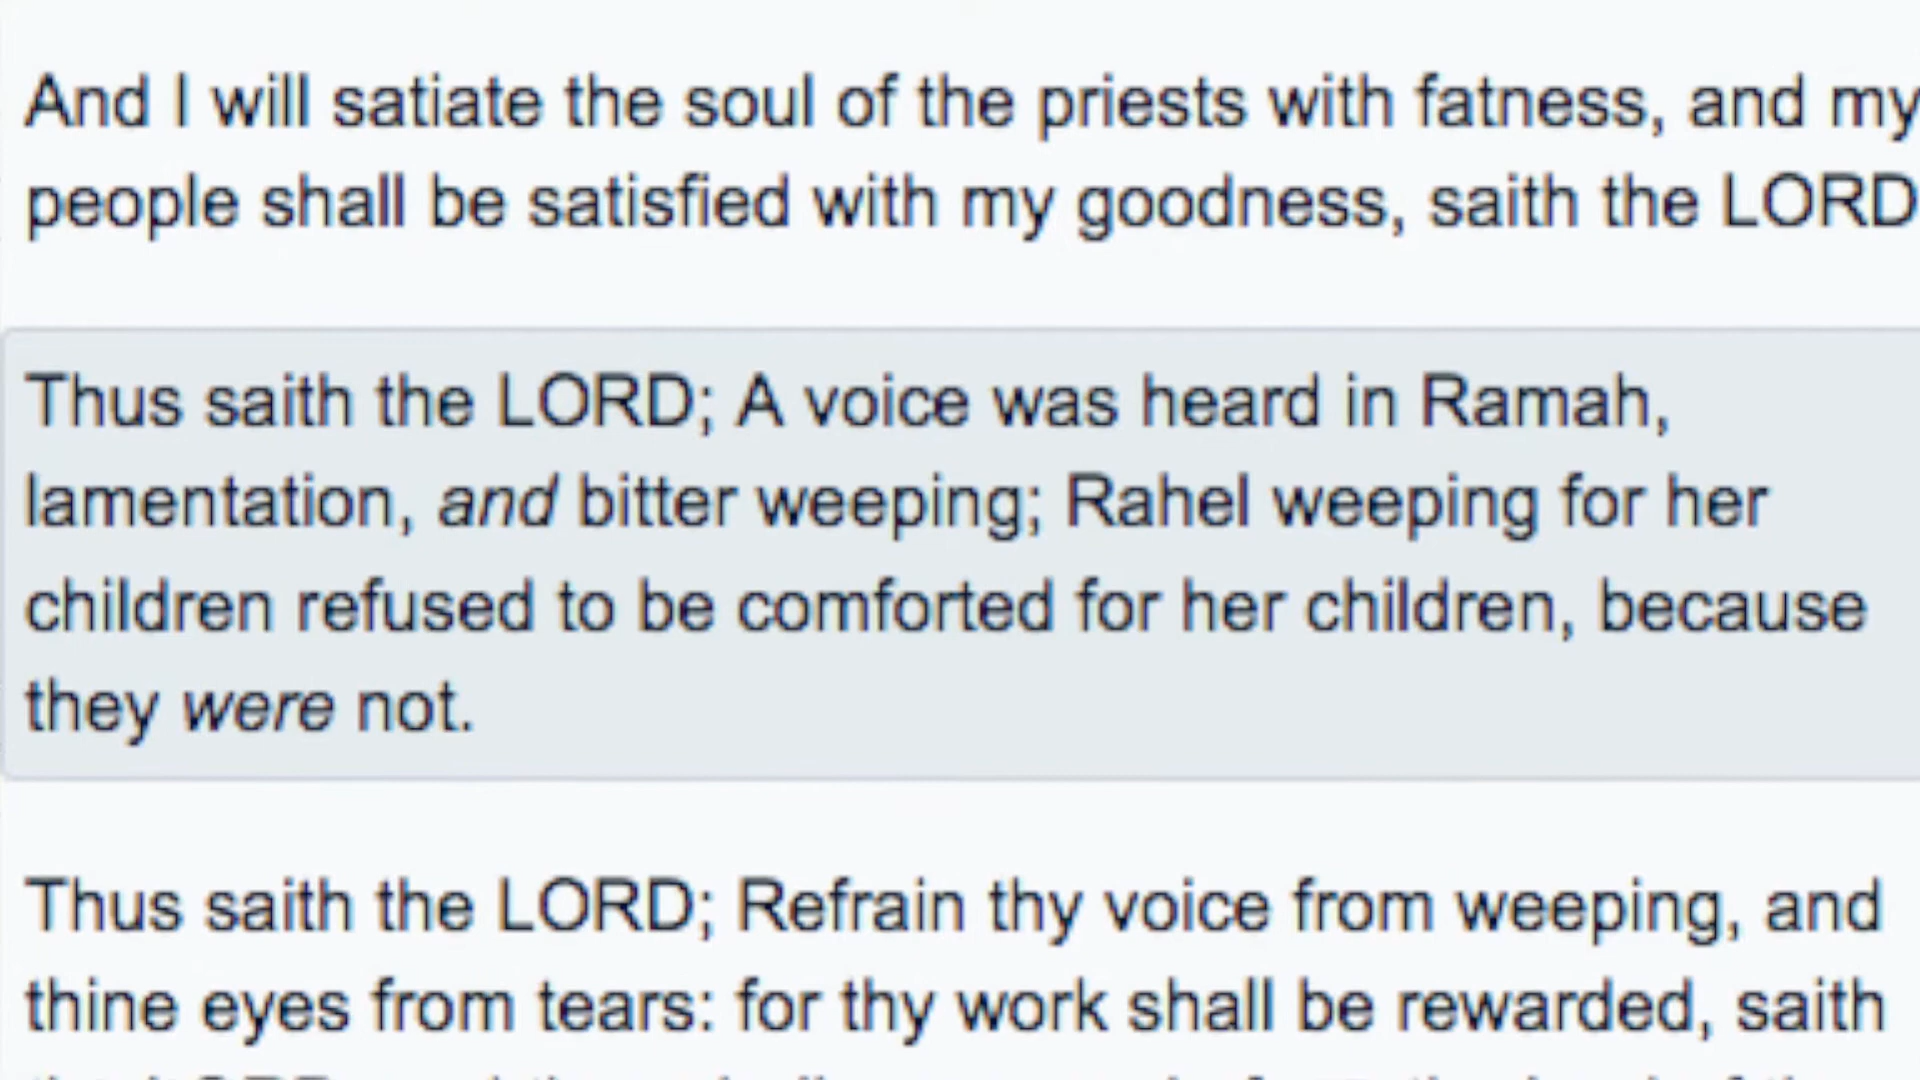 And I will satiate the soul of the priests with fatness, and my
people shall be satisfied with my goodness, saith the LORD
Thus saith the LORD; A voice was heard in Ramah,
lamentation, and bitter weeping; Rahel weeping for her
children refused to be comforted for her children, because
they were not.
Thus saith the LORD; Refrain thy voice from weeping, and
thine eyes from tears: for thy work shall be rewarded, saith